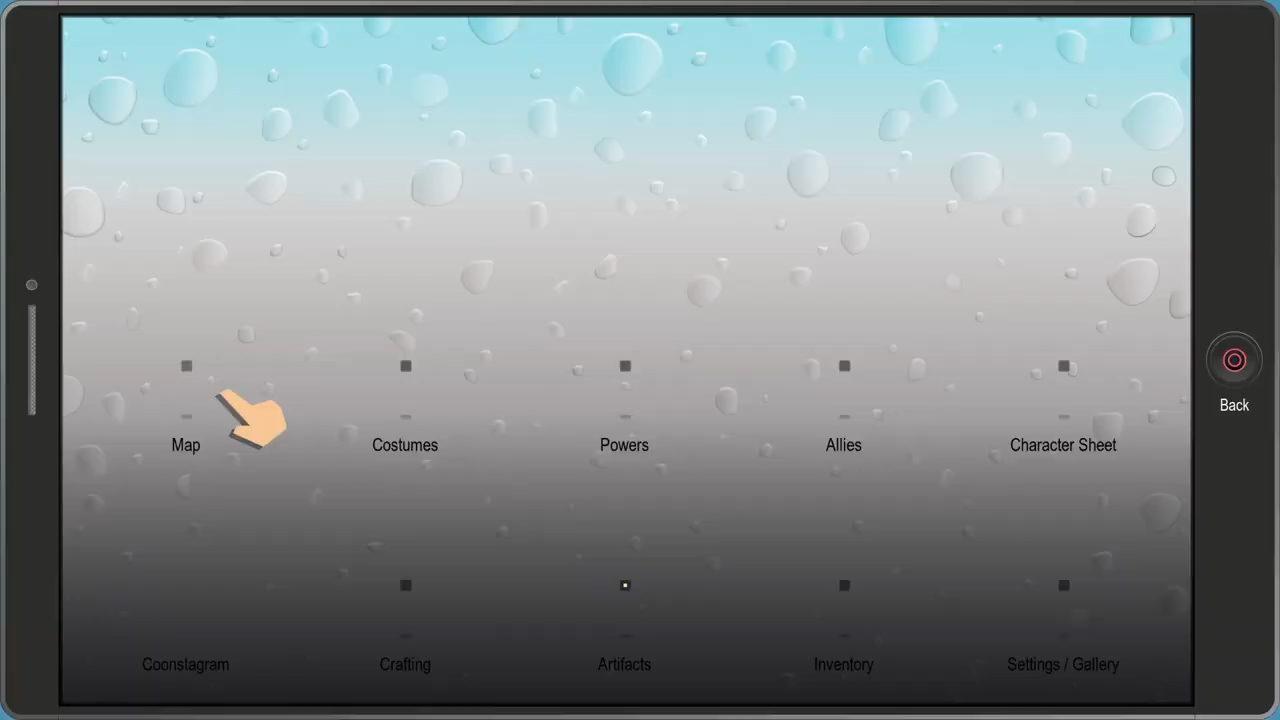 Map
Costumes
Powers
Allies
Character Sheet
Back
Coonstagram
Crafting
Artifacts
Inventory
Settings / Gallery